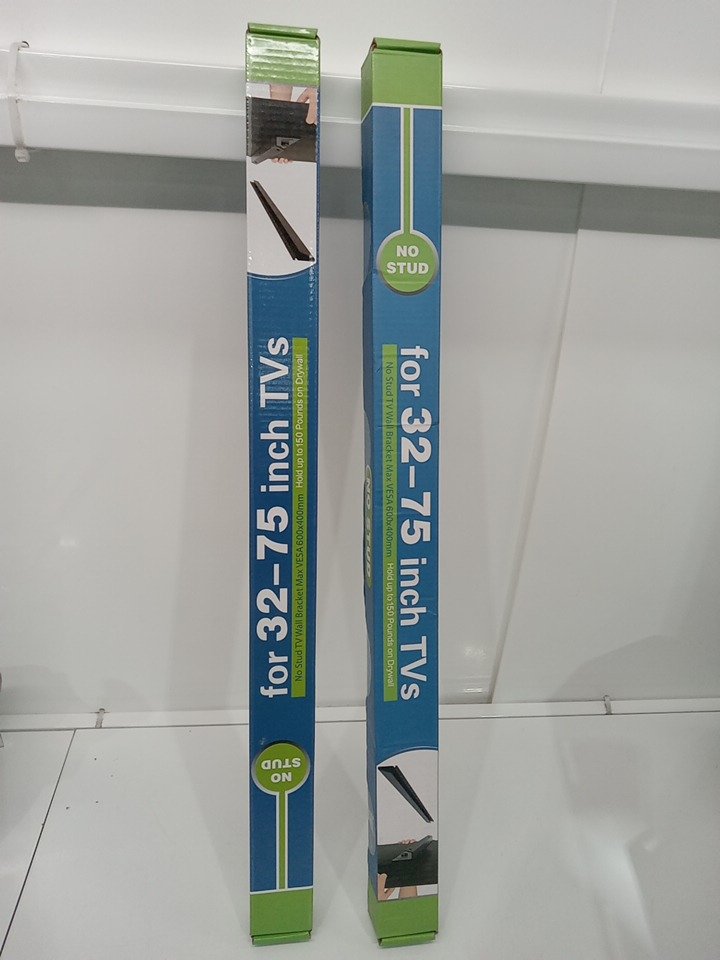 for 32–75 inch TVs
No Stud TV Wall Bracket Max VESA 600x400mm Hold up to 150 Pounds on Drywall
NO
STUD
NO
STUD
for 32–75 inch TVs
No Stud TV Wall Bracket Max VESA 600x400mm Hold up to 150 Pounds on Drywall
NO STUD